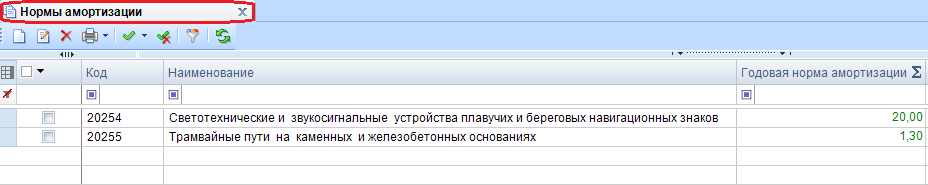 Нормы амортизации
Код Наименование Годовая норма амортизации Σ
20254 Светотехнические и звукосигнальные устройства плавучих и береговых навигационных знаков 20,00
20255 Трамвайные пути на каменных и железобетонных основаниях 1,30